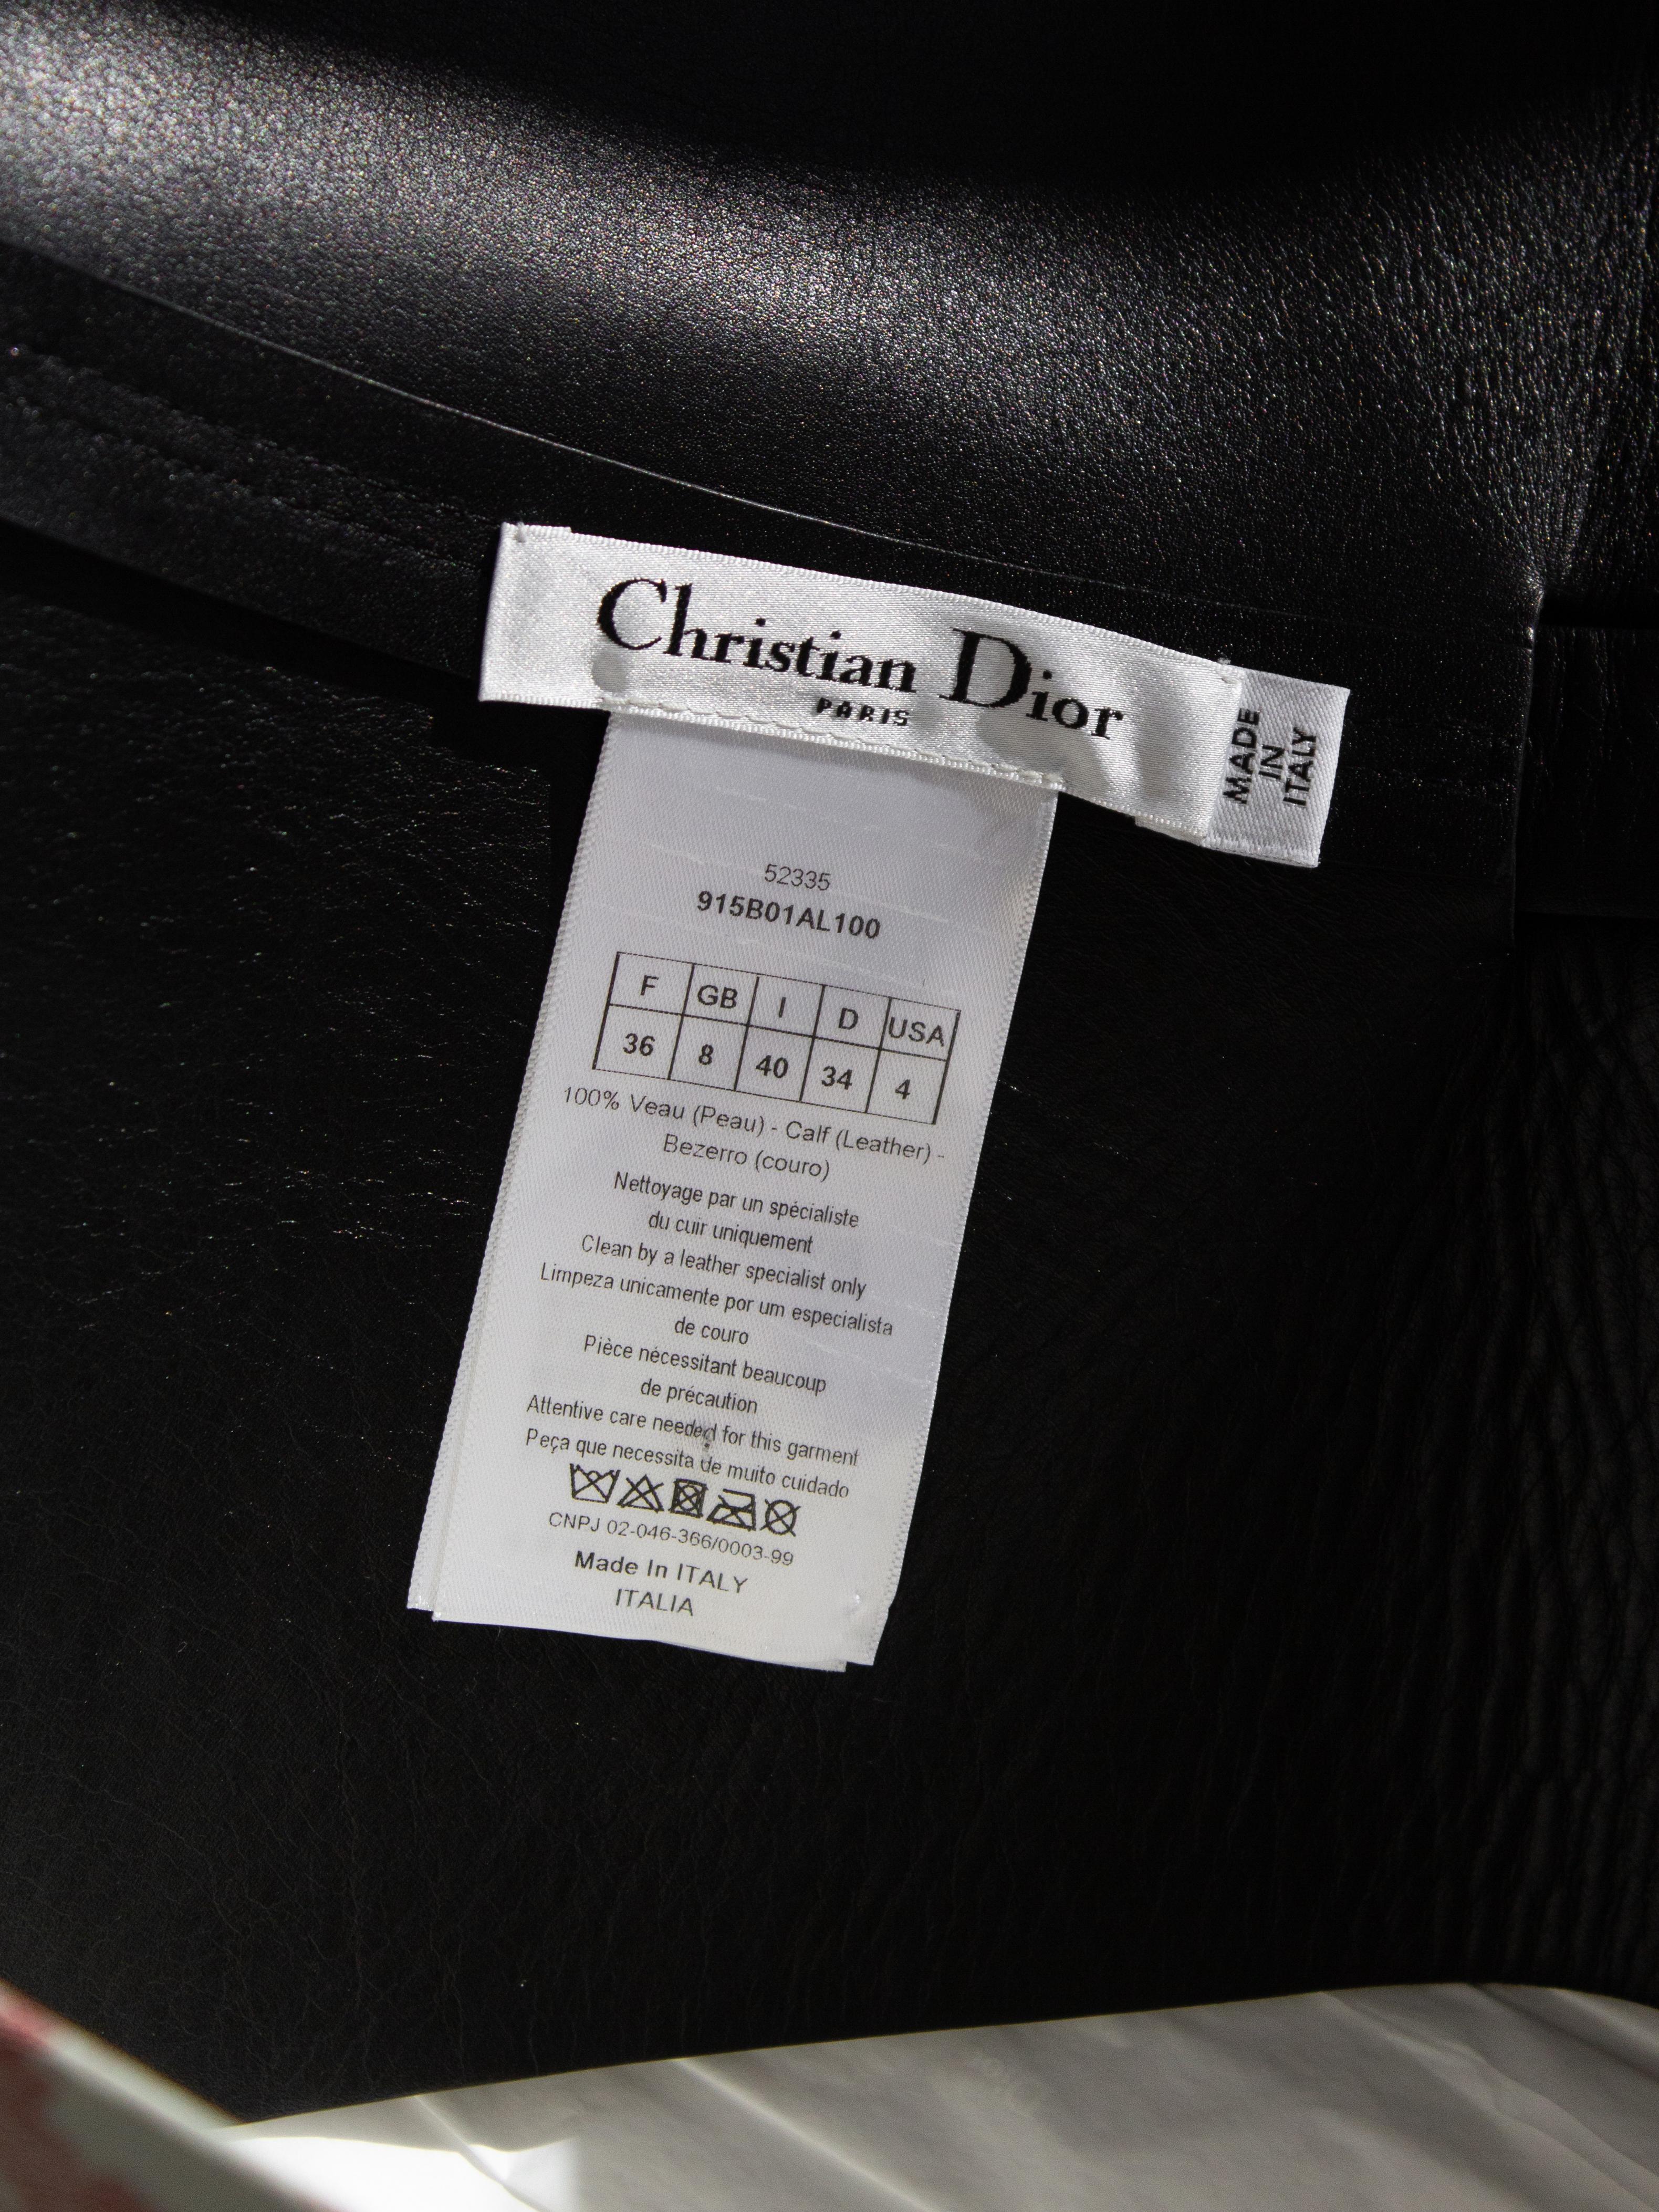 Christian Dior
PARIS
MADE
IN
ITALY
52335
915B01AL100
F GB I D USA
36 8 40 34 4
100% Veau (Peau) - Calf (Leather) -
Bezerro (couro)
Nettoyage par un spécialiste
du cuir uniquement
Clean by a leather specialist only
Limpeza unicamente por um especialista
de couro
Pièce nécessitant beaucoup
de précaution
Attentive care needed for this garment
Peça que necessita de muito cuidado
CNPJ 02-046-366/0003-99
Made In ITALY
ITALIA